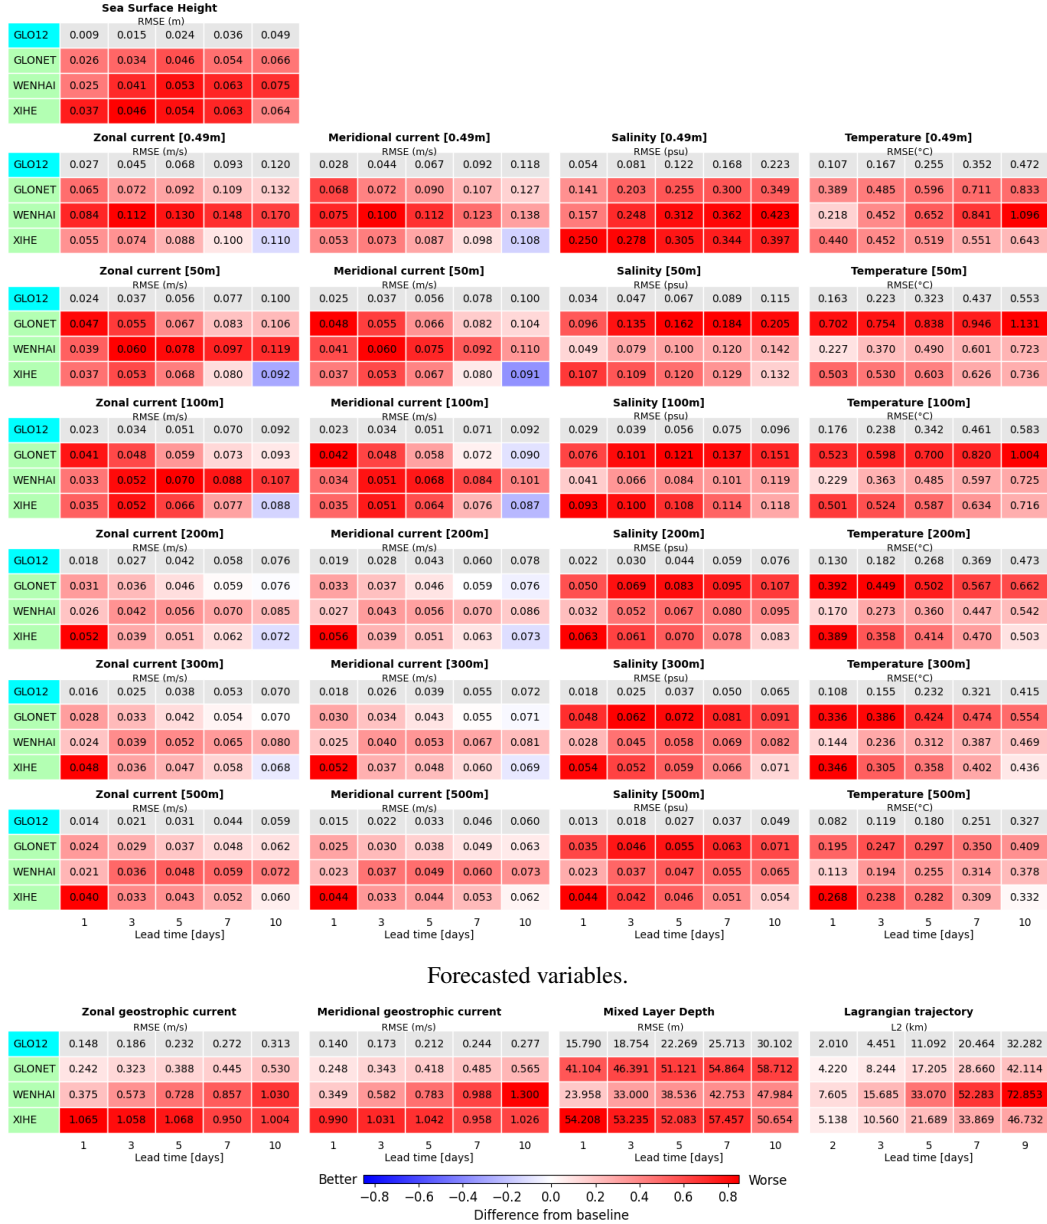 Sea Surface Height
RMSE (m)
GLO12 0.009 0.015 0.024 0.036 0.049
GLONET 0.026 0.034 0.046 0.054 0.066
WENHAI 0.025 0.041 0.053 0.063 0.075
XIHE 0.037 0.046 0.054 0.063 0.064
Zonal current [0.49m] Meridional current [0.49m] Salinity [0.49m] Temperature [0.49m]
RMSE (m/s) RMSE (m/s) RMSE (psu) RMSE(°C)
GLO12 0.027 0.045 0.068 0.093 0.120 0.028 0.044 0.067 0.092 0.118 0.054 0.081 0.122 0.168 0.223 0.107 0.167 0.255 0.352 0.472
GLONET 0.065 0.072 0.092 0.109 0.132 0.068 0.072 0.090 0.107 0.127 0.141 0.203 0.255 0.300 0.349 0.389 0.485 0.596 0.711 0.833
WENHAI 0.084 0.112 0.130 0.148 0.170 0.075 0.100 0.112 0.123 0.138 0.157 0.248 0.312 0.362 0.423 0.218 0.452 0.652 0.841 1.096
XIHE 0.055 0.074 0.088 0.100 0.110 0.053 0.073 0.087 0.098 0.108 0.250 0.278 0.305 0.344 0.397 0.440 0.452 0.519 0.551 0.643
Zonal current [50m] Meridional current [50m] Salinity [50m] Temperature [50m]
RMSE (m/s) RMSE (m/s) RMSE (psu) RMSE(°C)
GLO12 0.024 0.037 0.056 0.077 0.100 0.025 0.037 0.056 0.078 0.100 0.034 0.047 0.067 0.089 0.115 0.163 0.223 0.323 0.437 0.553
GLONET 0.047 0.055 0.067 0.083 0.106 0.048 0.055 0.066 0.082 0.104 0.096 0.135 0.162 0.184 0.205 0.702 0.754 0.838 0.946 1.131
WENHAI 0.039 0.060 0.078 0.097 0.119 0.041 0.060 0.075 0.092 0.110 0.049 0.079 0.100 0.120 0.142 0.227 0.370 0.490 0.601 0.723
XIHE 0.037 0.053 0.068 0.080 0.092 0.037 0.053 0.067 0.080 0.091 0.107 0.109 0.120 0.129 0.132 0.503 0.530 0.603 0.626 0.736
Zonal current [100m] Meridional current [100m] Salinity [100m] Temperature [100m]
RMSE (m/s) RMSE (m/s) RMSE (psu) RMSE(°C)
GLO12 0.023 0.034 0.051 0.070 0.092 0.023 0.034 0.051 0.071 0.092 0.029 0.039 0.056 0.075 0.096 0.176 0.238 0.342 0.461 0.583
GLONET 0.041 0.048 0.059 0.073 0.093 0.042 0.048 0.058 0.072 0.090 0.076 0.101 0.121 0.137 0.151 0.523 0.598 0.700 0.820 1.004
WENHAI 0.033 0.052 0.070 0.088 0.107 0.034 0.051 0.068 0.084 0.101 0.041 0.066 0.084 0.101 0.119 0.229 0.363 0.485 0.597 0.725
XIHE 0.035 0.052 0.066 0.077 0.088 0.035 0.051 0.064 0.076 0.087 0.093 0.100 0.108 0.114 0.118 0.501 0.524 0.587 0.634 0.716
Zonal current [200m] Meridional current [200m] Salinity [200m] Temperature [200m]
RMSE (m/s) RMSE (m/s) RMSE (psu) RMSE(°C)
GLO12 0.018 0.027 0.042 0.058 0.076 0.019 0.028 0.043 0.060 0.078 0.022 0.030 0.044 0.059 0.076 0.130 0.182 0.268 0.369 0.473
GLONET 0.031 0.036 0.046 0.059 0.076 0.033 0.037 0.046 0.059 0.076 0.050 0.069 0.083 0.095 0.107 0.392 0.449 0.502 0.567 0.662
WENHAI 0.026 0.042 0.056 0.070 0.085 0.027 0.043 0.056 0.070 0.086 0.032 0.052 0.067 0.080 0.095 0.170 0.273 0.360 0.447 0.542
XIHE 0.052 0.039 0.051 0.062 0.072 0.056 0.039 0.051 0.063 0.073 0.063 0.061 0.070 0.078 0.083 0.389 0.358 0.414 0.470 0.503
Zonal current [300m] Meridional current [300m] Salinity [300m] Temperature [300m]
RMSE (m/s) RMSE (m/s) RMSE (psu) RMSE(°C)
GLO12 0.016 0.025 0.038 0.053 0.070 0.018 0.026 0.039 0.055 0.072 0.018 0.025 0.037 0.050 0.065 0.108 0.155 0.232 0.321 0.415
GLONET 0.028 0.033 0.042 0.054 0.070 0.030 0.034 0.043 0.055 0.071 0.048 0.062 0.072 0.081 0.091 0.336 0.386 0.424 0.474 0.554
WENHAI 0.024 0.039 0.052 0.065 0.080 0.025 0.040 0.053 0.067 0.081 0.028 0.045 0.058 0.069 0.082 0.144 0.236 0.312 0.387 0.469
XIHE 0.048 0.036 0.047 0.058 0.068 0.052 0.037 0.048 0.060 0.069 0.054 0.052 0.059 0.066 0.071 0.346 0.305 0.358 0.402 0.436
Zonal current [500m] Meridional current [500m] Salinity [500m] Temperature [500m]
RMSE (m/s) RMSE (m/s) RMSE (psu) RMSE(°C)
GLO12 0.014 0.021 0.031 0.044 0.059 0.015 0.022 0.033 0.046 0.060 0.013 0.018 0.027 0.037 0.049 0.082 0.119 0.180 0.251 0.327
GLONET 0.024 0.029 0.037 0.048 0.062 0.025 0.030 0.038 0.049 0.063 0.035 0.046 0.055 0.063 0.071 0.195 0.247 0.297 0.350 0.409
WENHAI 0.021 0.036 0.048 0.059 0.072 0.023 0.037 0.049 0.060 0.073 0.023 0.037 0.047 0.055 0.065 0.113 0.194 0.255 0.314 0.378
XIHE 0.040 0.033 0.043 0.052 0.060 0.044 0.033 0.044 0.053 0.062 0.044 0.042 0.046 0.051 0.054 0.268 0.238 0.282 0.309 0.332
1 3 5 7 10 1 3 5 7 10 1 3 5 7 10 1 3 5 7 10
Lead time [days] Lead time [days] Lead time [days] Lead time [days]
Forecasted variables.
Zonal geostrophic current Meridional geostrophic current Mixed Layer Depth Lagrangian trajectory
RMSE (m/s) RMSE (m/s) RMSE (m) L2 (km)
GLO12 0.148 0.186 0.232 0.272 0.313 0.140 0.173 0.212 0.244 0.277 15.790 18.754 22.269 25.713 30.102 2.010 4.451 11.092 20.464 32.282
GLONET 0.242 0.323 0.388 0.445 0.530 0.248 0.343 0.418 0.485 0.565 41.104 46.391 51.121 54.864 58.712 4.220 8.244 17.205 28.660 42.114
WENHAI 0.375 0.573 0.728 0.857 1.030 0.349 0.582 0.783 0.988 1.300 23.958 33.000 38.536 42.753 47.984 7.605 15.685 33.070 52.283 72.853
XIHE 1.065 1.058 1.068 0.950 1.004 0.990 1.031 1.042 0.958 1.026 54.208 53.235 52.083 57.457 50.654 5.138 10.560 21.689 33.869 46.732
1 3 5 7 10 1 3 5 7 10 1 3 5 7 10 2 3 5 7 9
Lead time [days] Lead time [days] Lead time [days] Lead time [days]
Better Worse
−0.8 −0.6 −0.4 −0.2 0.0 0.2 0.4 0.6 0.8
Difference from baseline